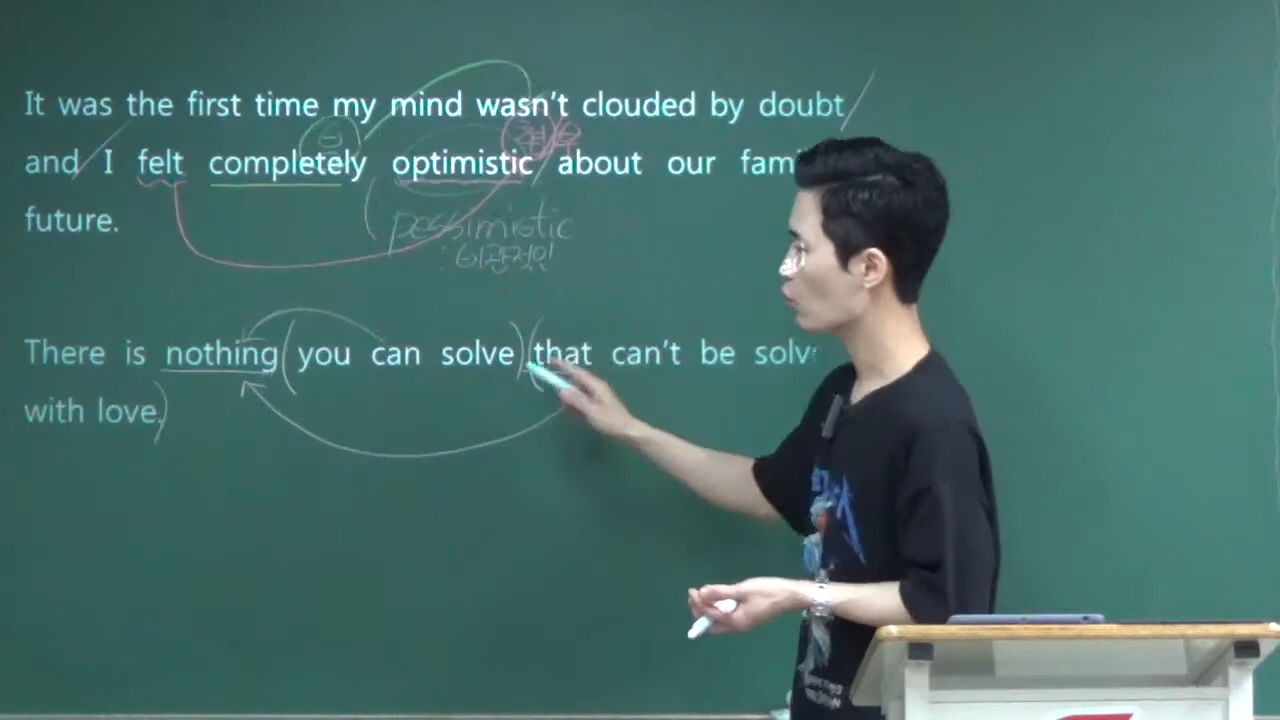 It was the first time my mind wasn't clouded by doubt
and I felt completely optimistic about our fam
future.
pessimistic
: 비관적인
There is nothing (you can solve) (that can't be solv
with love.)